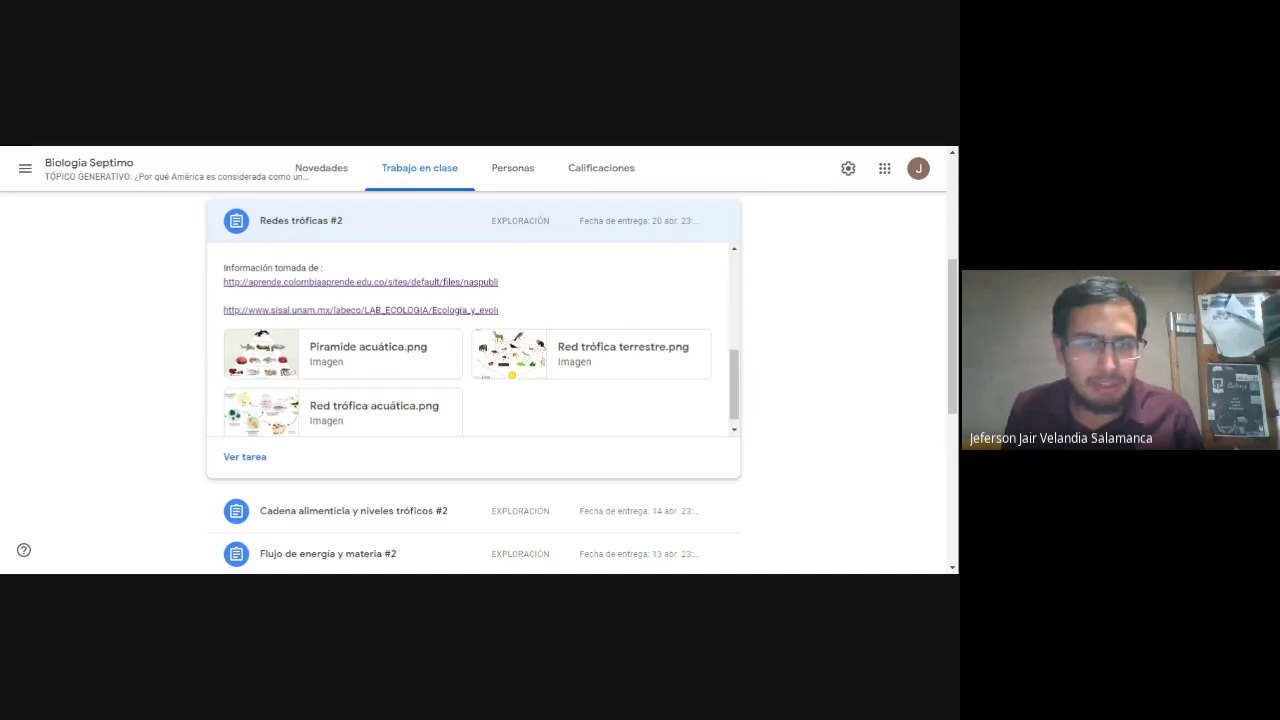 Biología Septimo
TÓPICO GENERATIVO: ¿Por qué América es considerada como un...
Novedades
Trabajo en clase
Personas
Calificaciones
J
Redes tróficas #2
EXPLORACIÓN
Fecha de entrega: 20 abr. 23:...
Información tomada de :
http://aprende.colombiaaprende.edu.co/sites/default/files/naspubli
http://www.sisal.unam.mx/labeco/LAB_ECOLOGIA/Ecologia_y_evolu
Piramide acuática.png
Imagen
Red trófica terrestre.png
Imagen
Red trófica acuática.png
Imagen
Ver tarea
Cadena alimenticia y niveles tróficos #2
EXPLORACIÓN
Fecha de entrega: 14 abr. 23:...
Flujo de energía y materia #2
EXPLORACIÓN
Fecha de entrega: 13 abr. 23:...
Jeferson Jair Velandia Salamanca